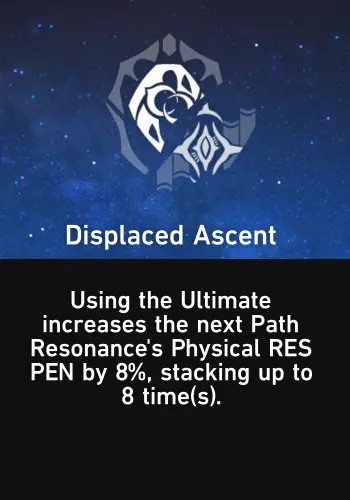 Displaced Ascent
Using the Ultimate
increases the next Path
Resonance's Physical RES
PEN by 8%, stacking up to
8 time(s).